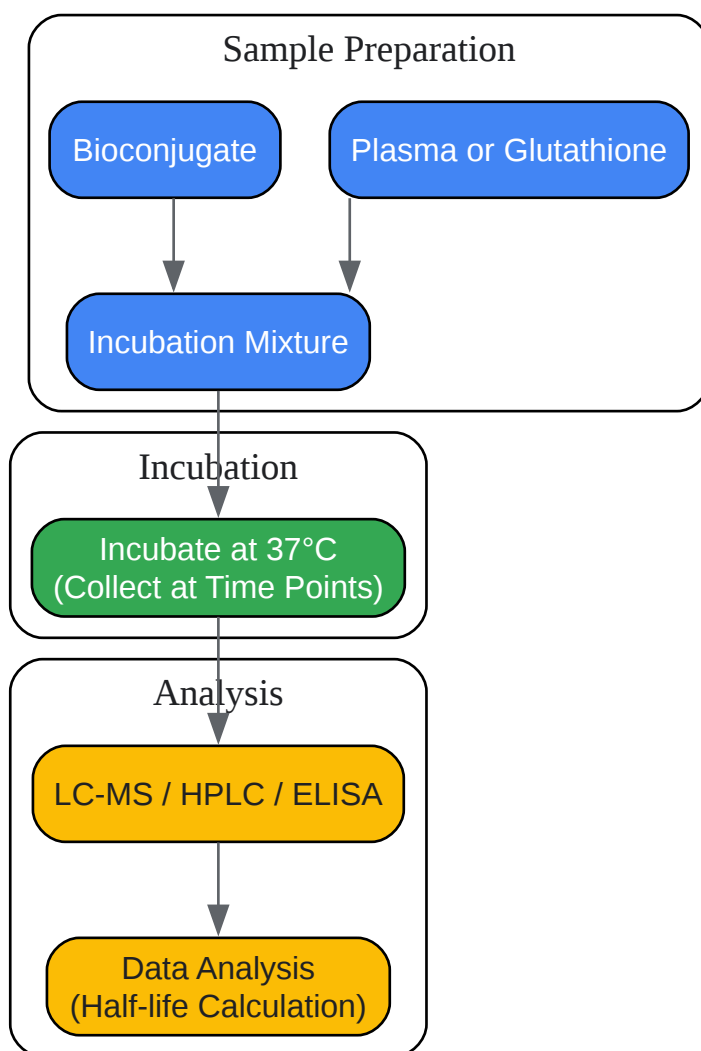 Sample Preparation
Bioconjugate
Plasma or Glutathione
Incubation Mixture
Incubation
Incubate at 37°C
(Collect at Time Points)
Analysis
LC-MS / HPLC / ELISA
Data Analysis
(Half-life Calculation)